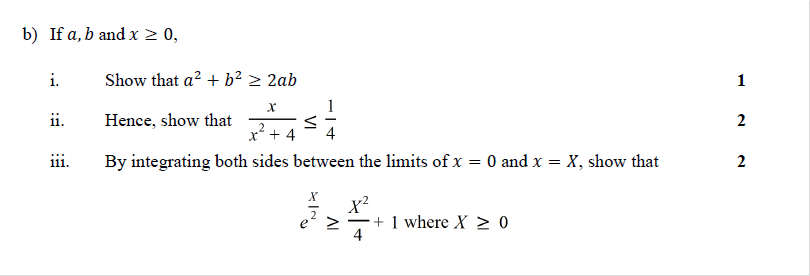 b) If a, b and x ≥ 0,
i. Show that a² + b² ≥ 2ab 1
ii. Hence, show that x/(x² + 4) ≤ 1/4 2
iii. By integrating both sides between the limits of x = 0 and x = X, show that 2
e^(X/2) ≥ X²/4 + 1 where X ≥ 0